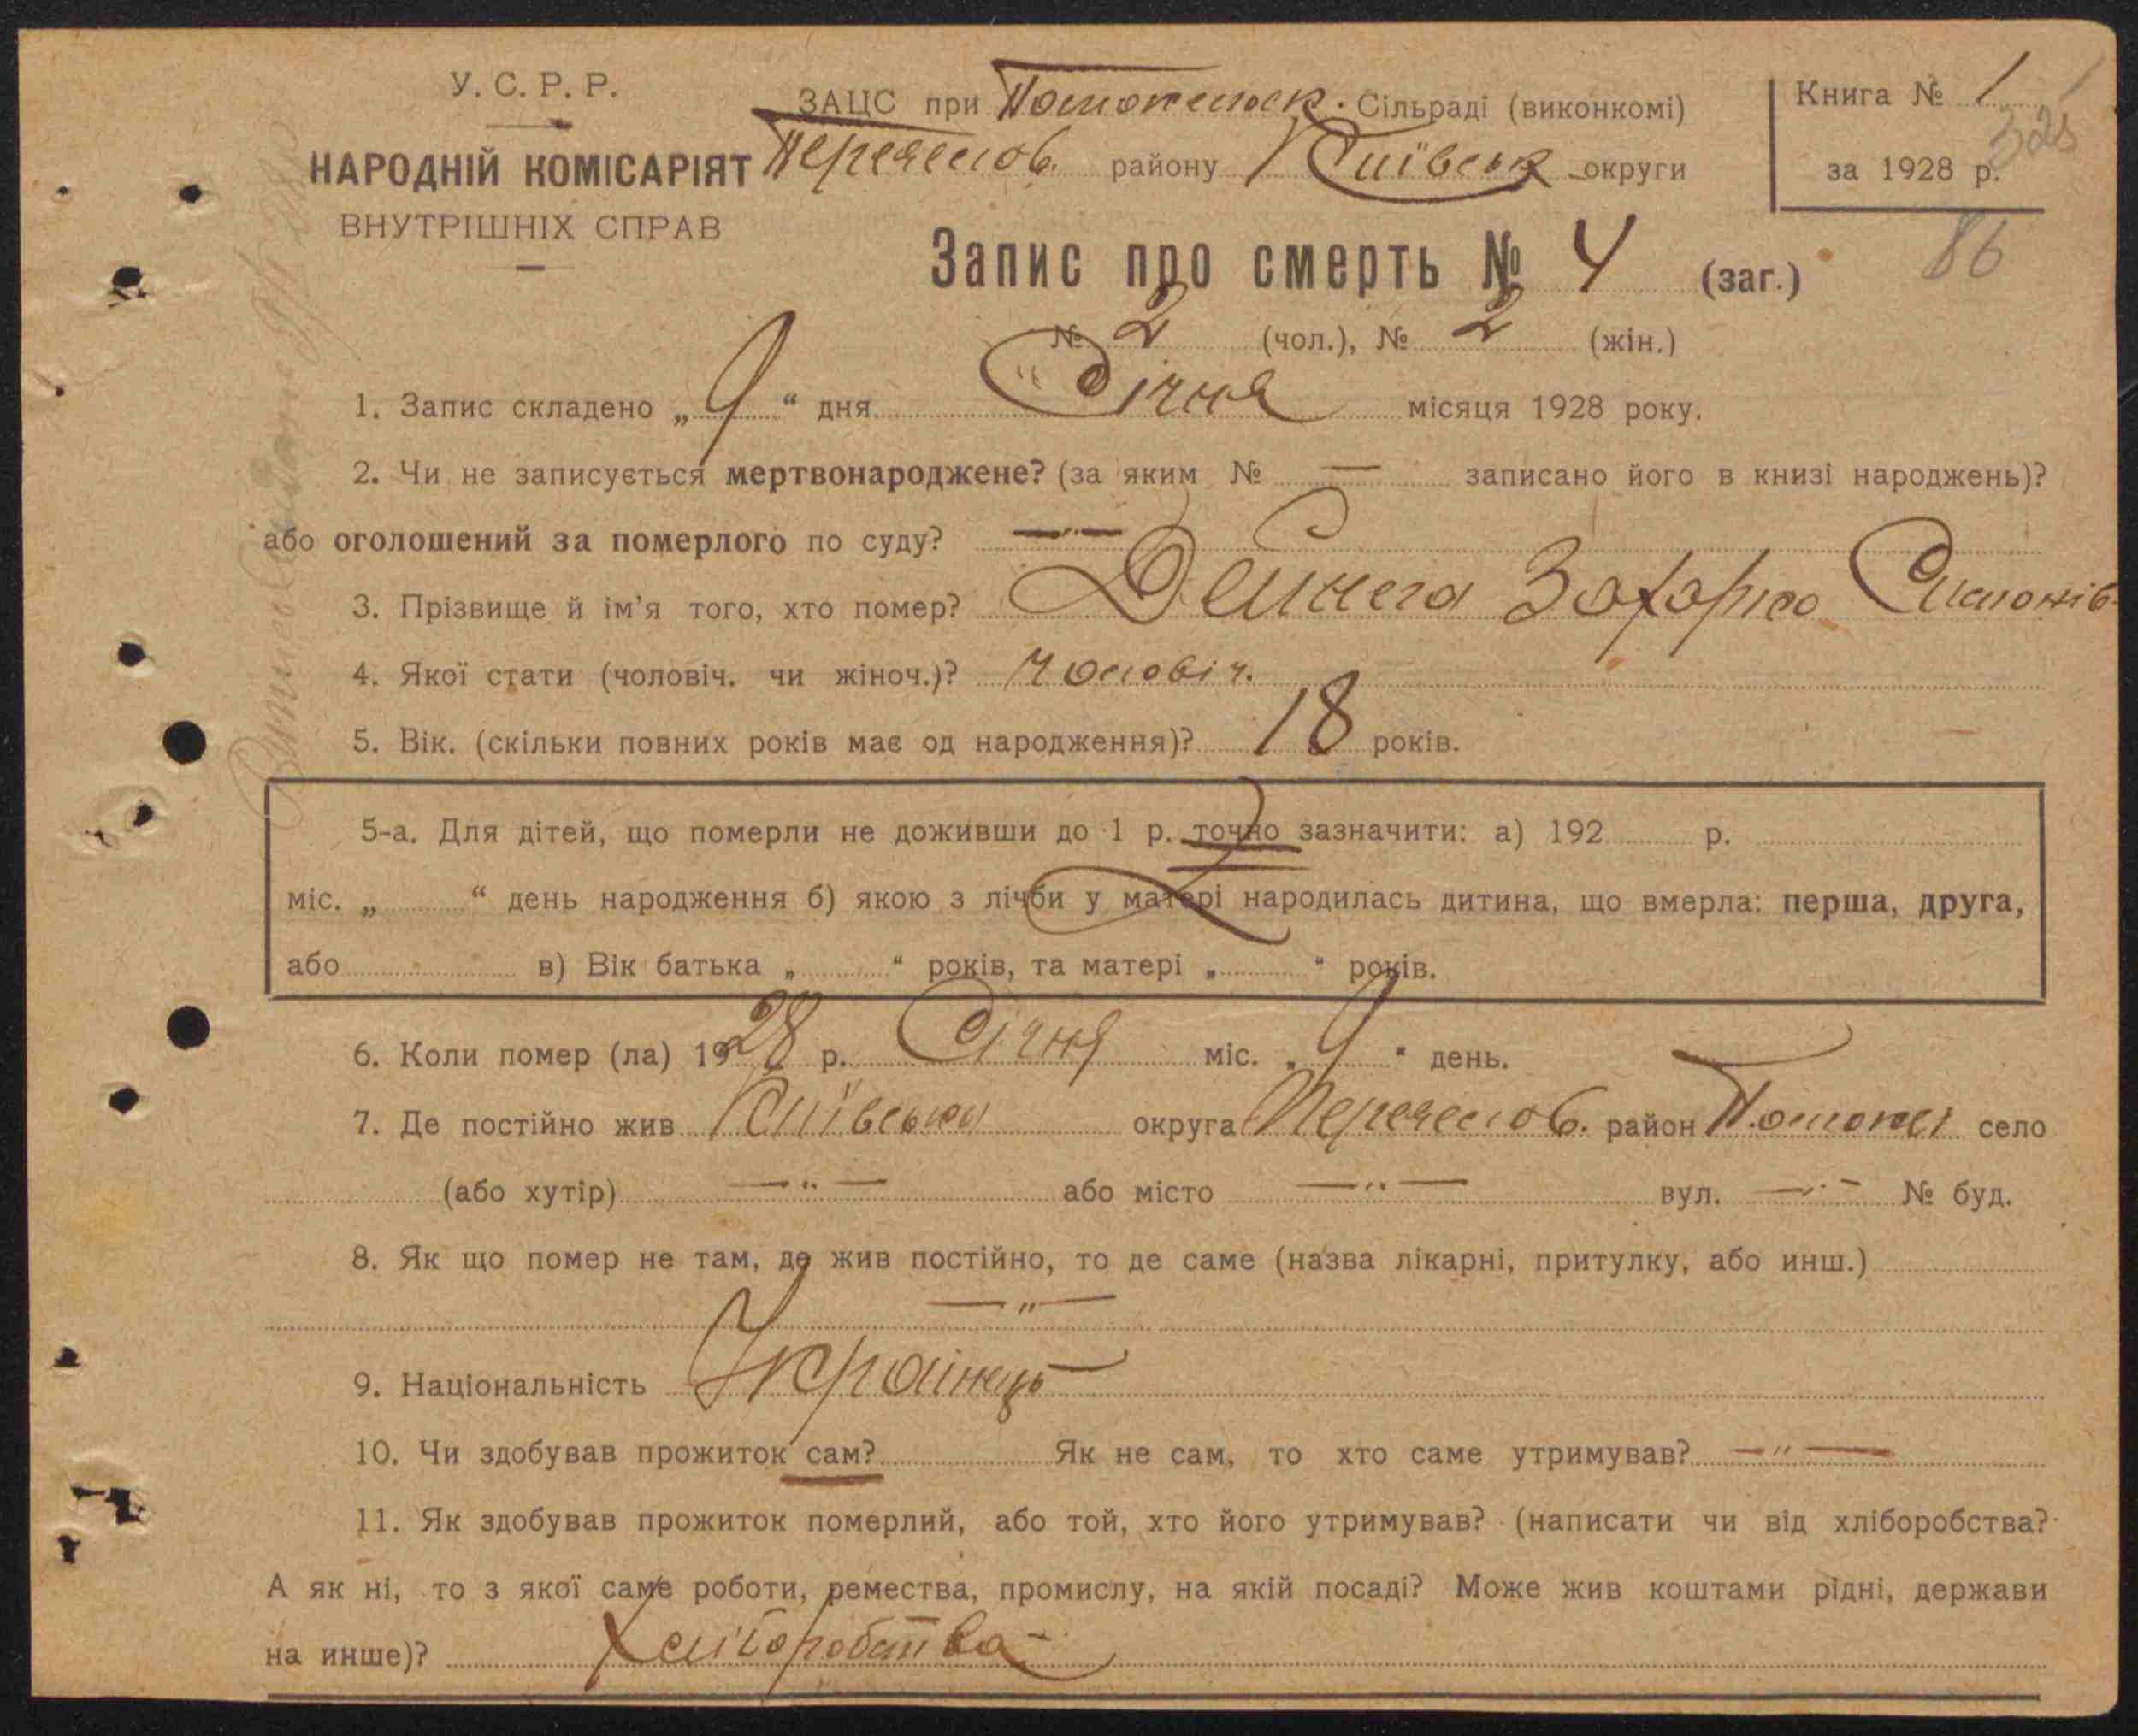 У. С. Р. Р.
НАРОДНІЙ КОМІСАРІЯТ
ВНУТРІШНІХ СПРАВ
ЗАЦС при Помокельск. Сільраді (виконкомі)
Переяслов. району Київськ округи
Книга № 1
325
за 1928 р.
86
Запис про смерть № 4 (заг.)
№ 2 (чол.), № 2 (жін.)
1. Запис складено „ 9 “ дня Січня місяця 1928 року.
2. Чи не записується мертвонароджене? (за яким № — записано його в книзі народжень)?
або оголошений за померлого по суду? —„—
3. Прізвище й ім'я того, хто помер? Дейнега Захарко
4. Якої стати (чоловіч. чи жіноч.)? чоловіч.
5. Вік. (скільки повних років має од народження)? 18 років.
5-а. Для дітей, що померли не доживши до 1 р. точно зазначити: а) 192 р.
міс. „ “ день народження б) якою з лічби у матері народилась дитина, що вмерла: перша, друга,
або в) Вік батька „ “ років, та матері „ “ років.
6. Коли помер (ла) 1928 р. Січня міс. „ 9 “ день.
7. Де постійно жив Київська округа Переяслов. район село
(або хутір) —„— або місто —„— вул. —„— № буд.
8. Як що помер не там, де жив постійно, то де саме (назва лікарні, притулку, або инш.)
—„—
9. Національність Українець
10. Чи здобував прожиток сам? Як не сам, то хто саме утримував? —„—
11. Як здобував прожиток померлий, або той, хто його утримував? (написати чи від хліборобства?
А як ні, то з якої саме роботи, ремества, промислу, на якій посаді? Може жив коштами рідні, держави
на инше)? Хліборобства